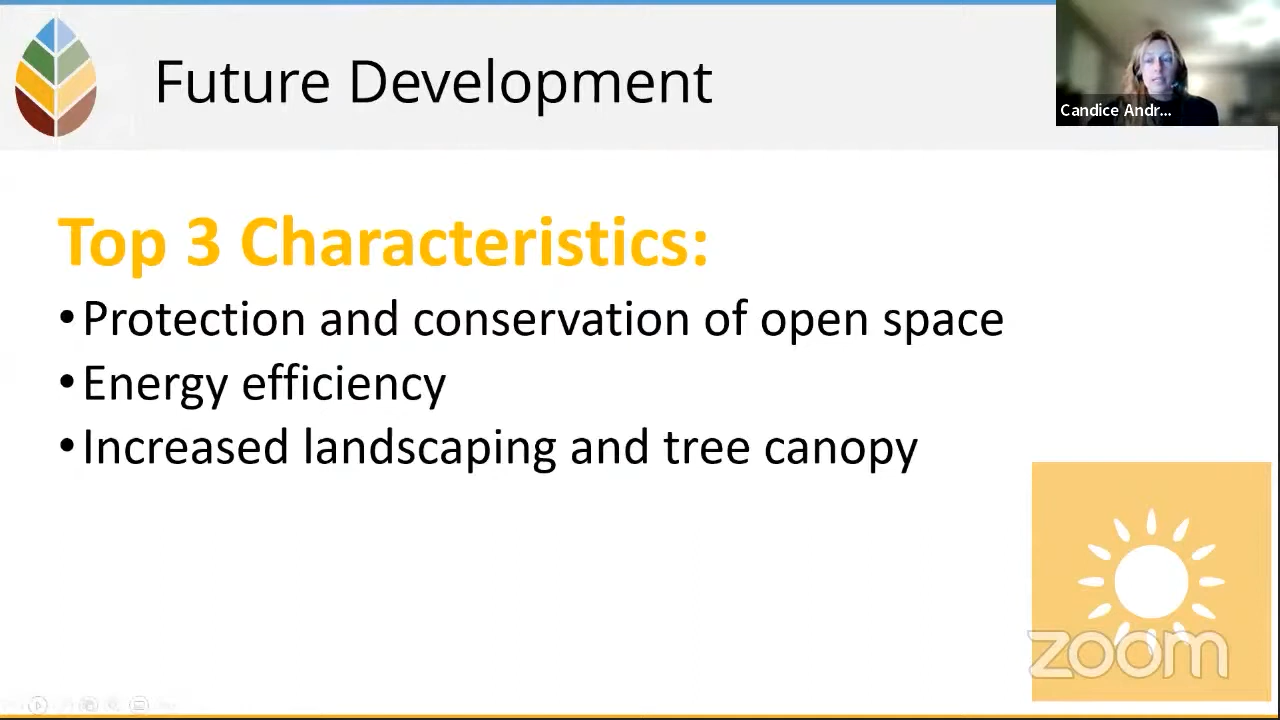 Future Development
Candice Andr...
Top 3 Characteristics:
•Protection and conservation of open space
•Energy efficiency
•Increased landscaping and tree canopy
zoom